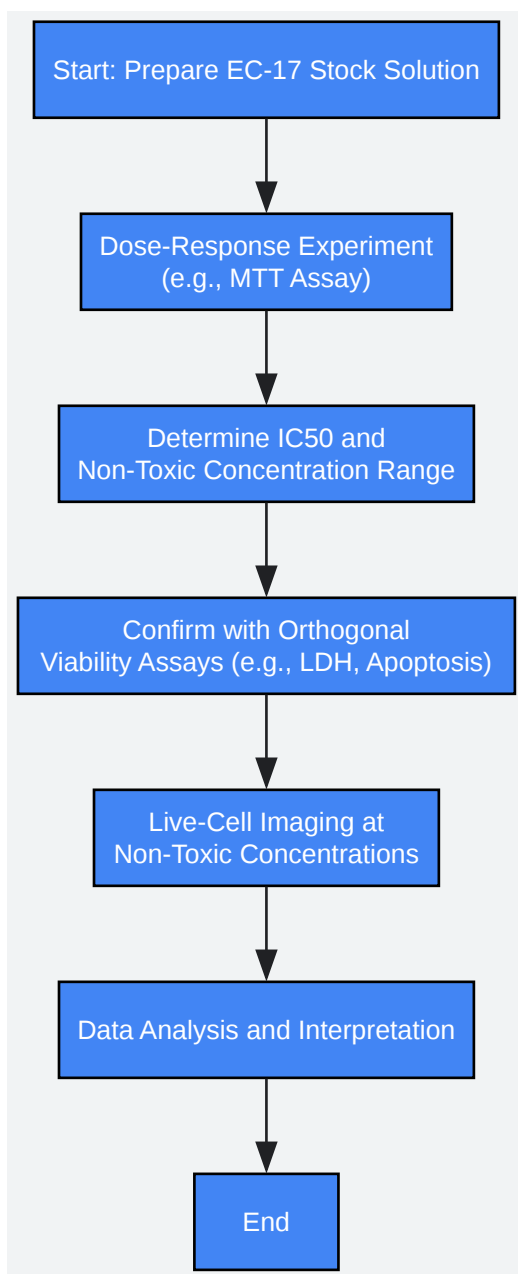 Start: Prepare EC-17 Stock Solution
Dose-Response Experiment
(e.g., MTT Assay)
Determine IC50 and
Non-Toxic Concentration Range
Confirm with Orthogonal
Viability Assays (e.g., LDH, Apoptosis)
Live-Cell Imaging at
Non-Toxic Concentrations
Data Analysis and Interpretation
End